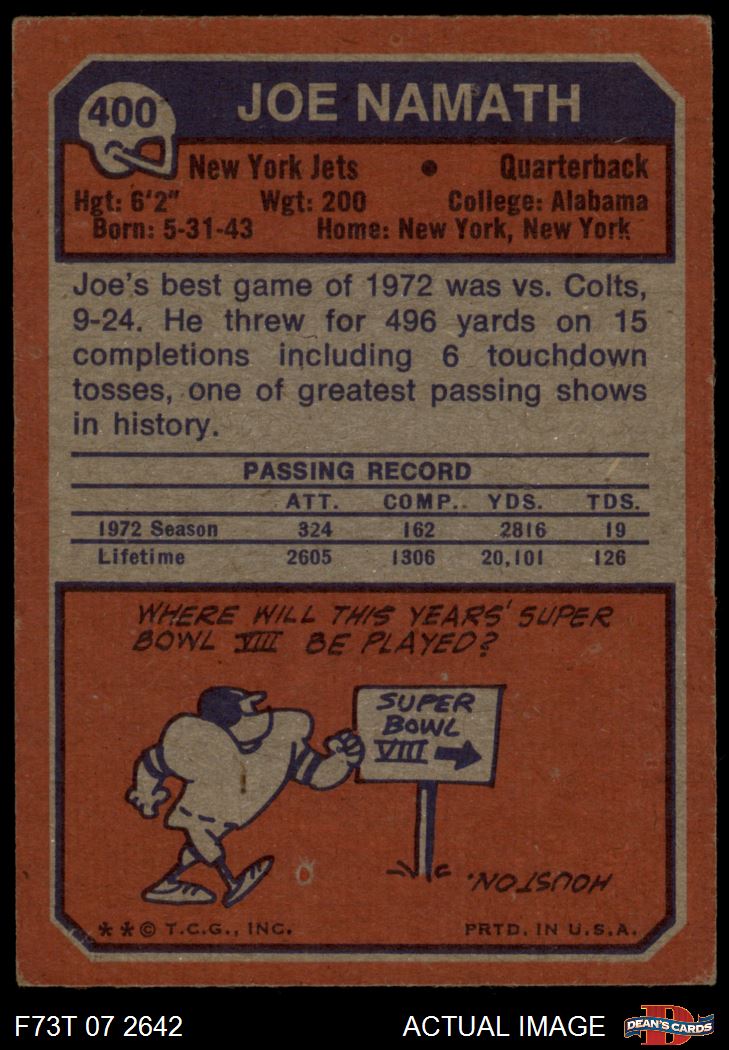 400
JOE NAMATH
New York Jets • Quarterback
Hgt: 6'2" Wgt: 200 College: Alabama
Born: 5-31-43 Home: New York, New York
Joe's best game of 1972 was vs. Colts,
9-24. He threw for 496 yards on 15
completions including 6 touchdown
tosses, one of greatest passing shows
in history.
PASSING RECORD
ATT. COMP.. YDS. TDS.
1972 Season 324 162 2816 19
Lifetime 2605 1306 20,101 126
WHERE WILL THIS YEARS' SUPER
BOWL VIII BE PLAYED?
SUPER
BOWL
VIII
HOUSTON.
**© T.C.G., INC. PRTD. IN U.S.A.
F73T 07 2642 ACTUAL IMAGE
D
DEAN'S CARDS